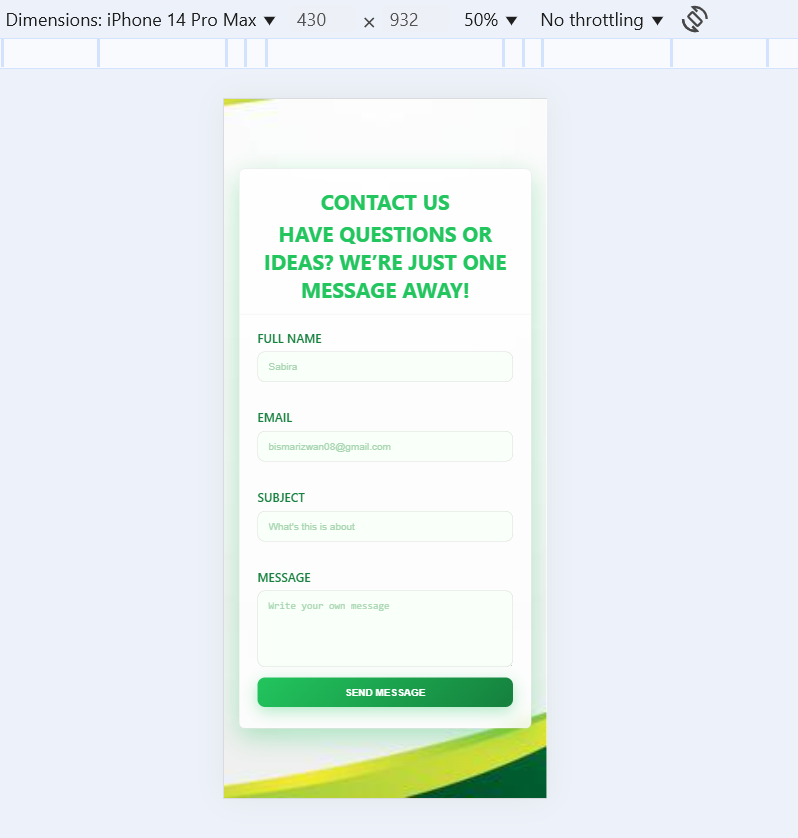 Dimensions: iPhone 14 Pro Max ▼ 430 × 932 50% ▼ No throttling ▼
CONTACT US
HAVE QUESTIONS OR
IDEAS? WE’RE JUST ONE
MESSAGE AWAY!
FULL NAME
Sabira
EMAIL
bismarizwan08@gmail.com
SUBJECT
What's this is about
MESSAGE
Write your own message
SEND MESSAGE